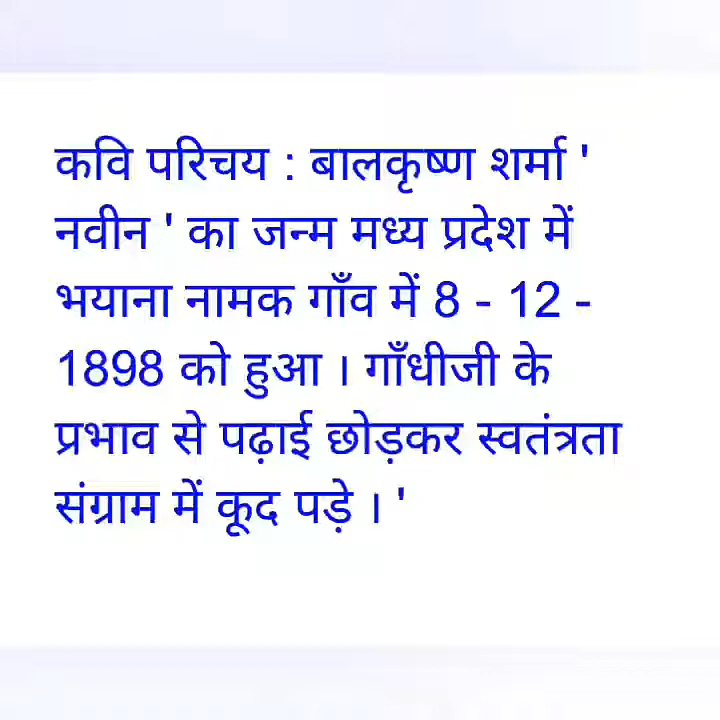 कवि परिचय : बालकृष्ण शर्मा '
नवीन ' का जन्म मध्य प्रदेश में
भयाना नामक गाँव में 8 - 12 -
1898 को हुआ । गाँधीजी के
प्रभाव से पढ़ाई छोड़कर स्वतंत्रता
संग्राम में कूद पड़े । '